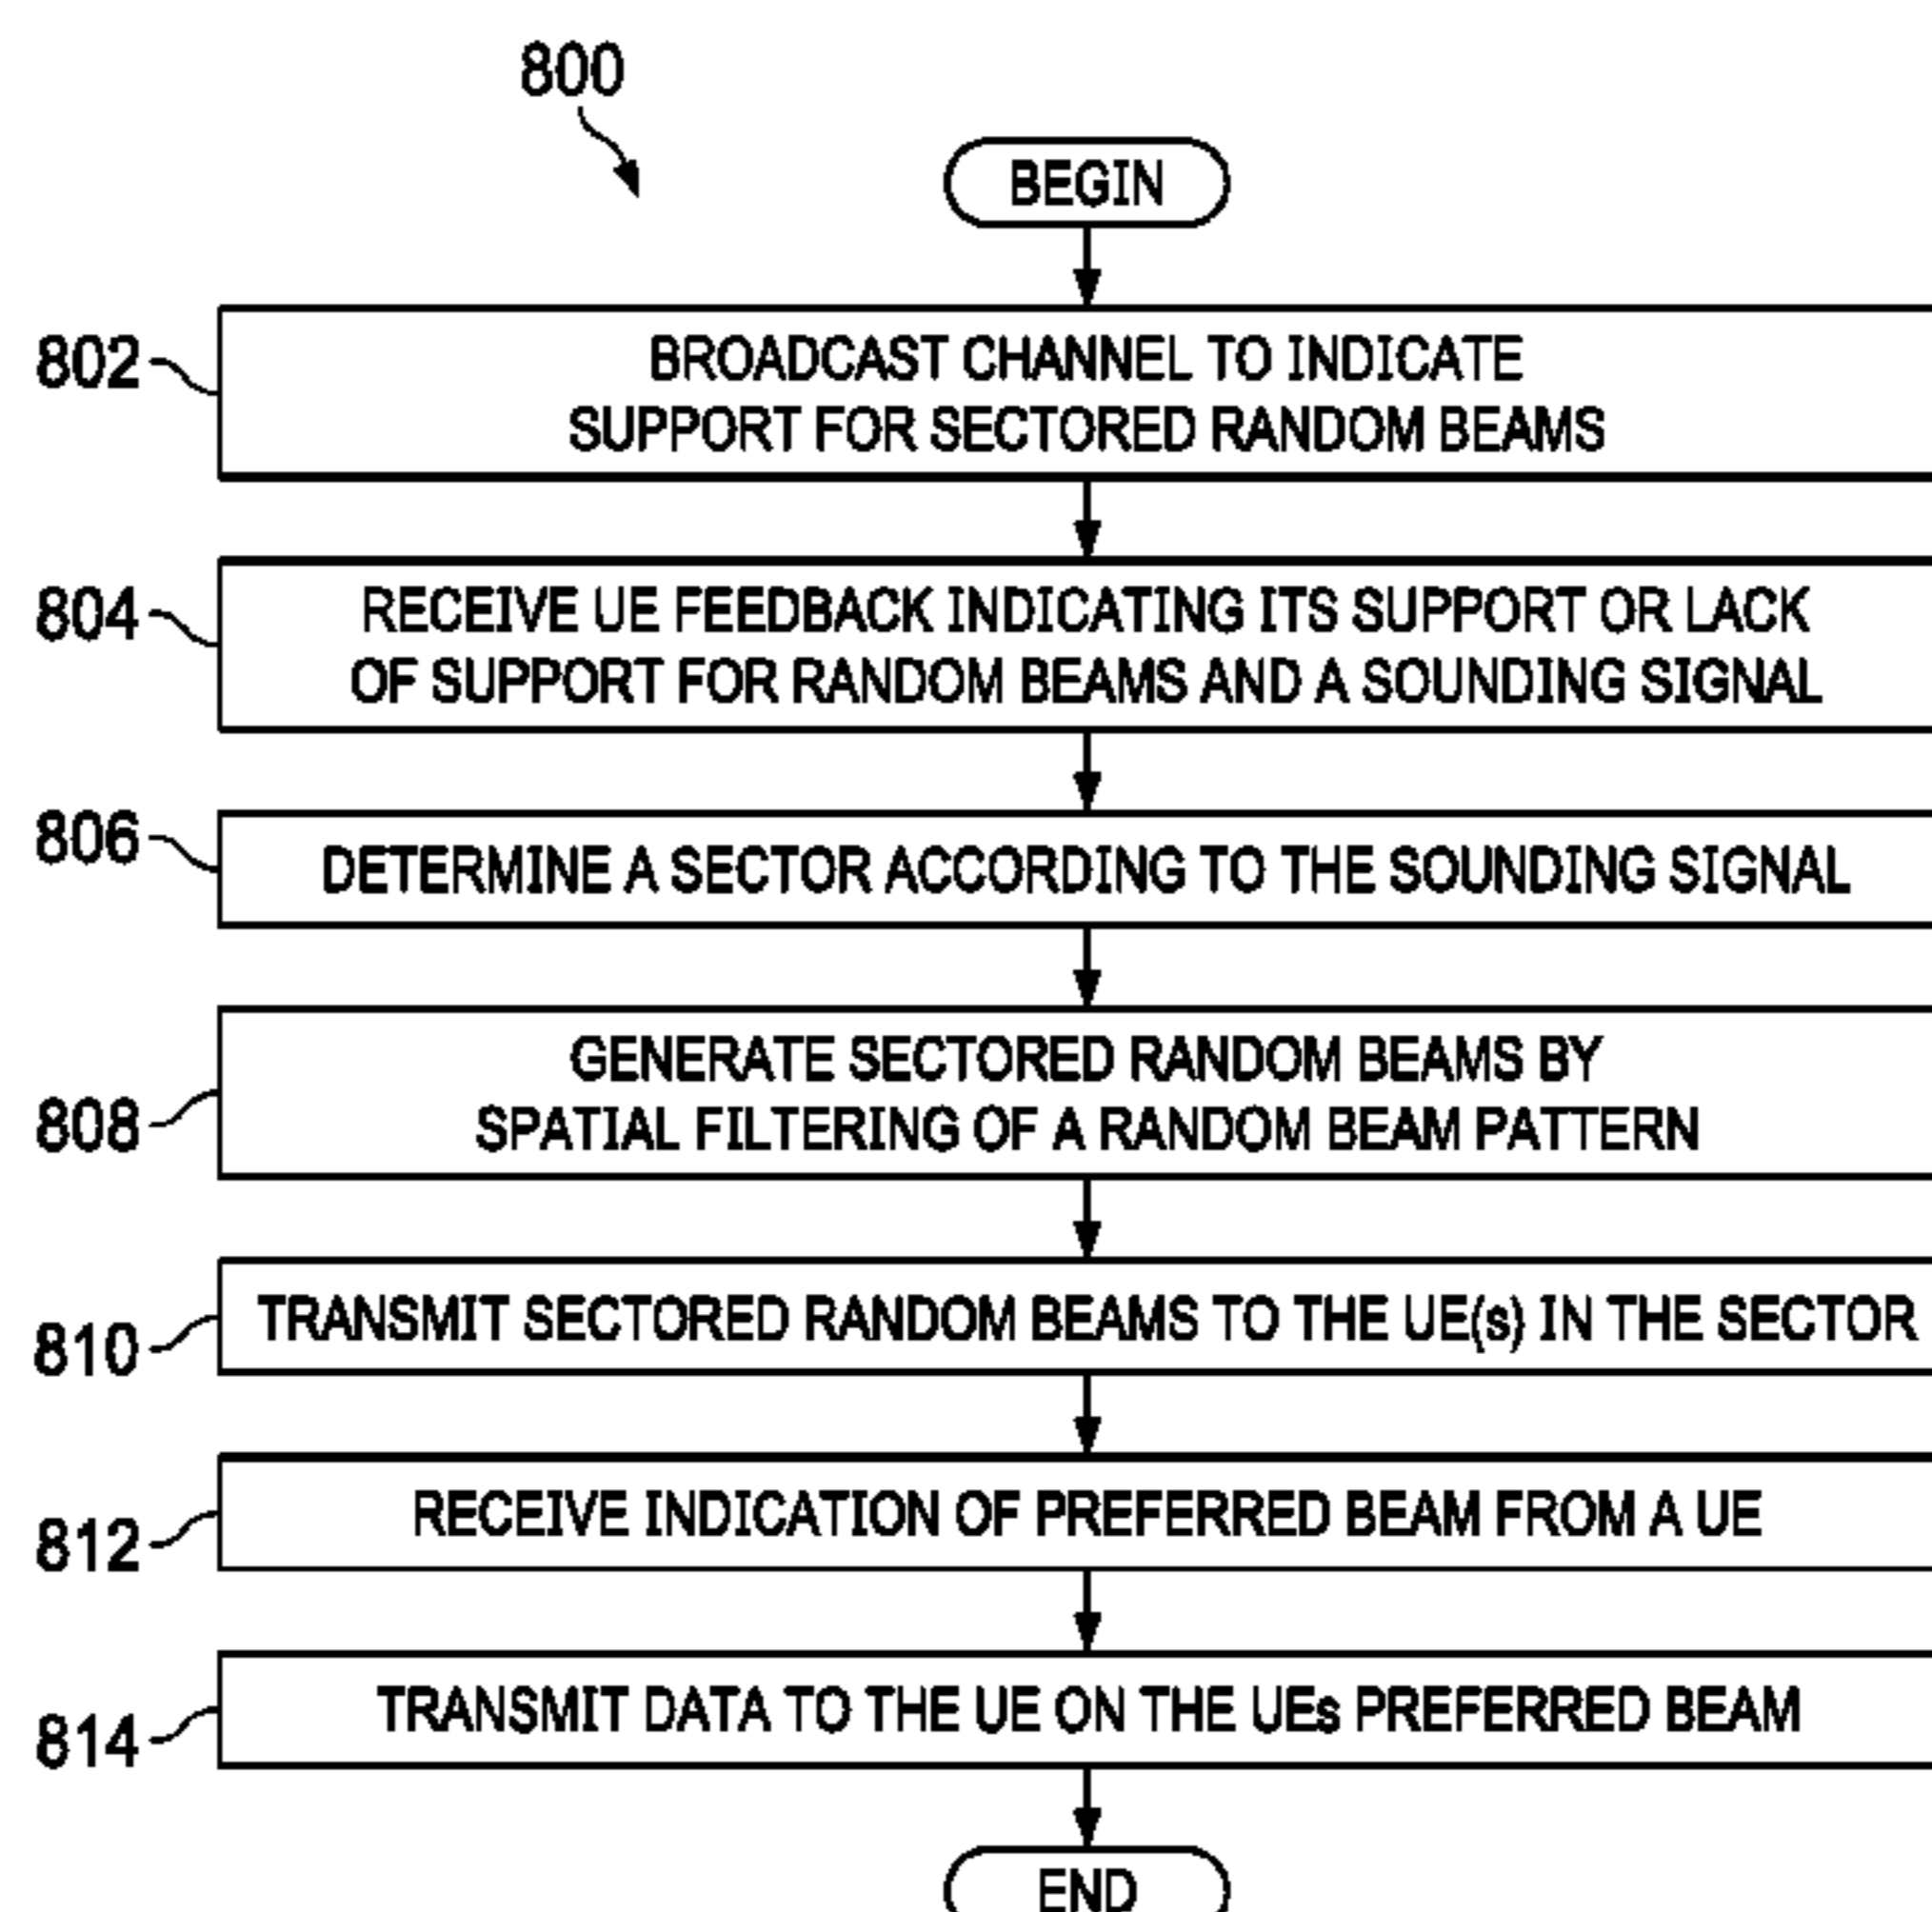 800
BEGIN
802
BROADCAST CHANNEL TO INDICATE
SUPPORT FOR SECTORED RANDOM BEAMS
804
RECEIVE UE FEEDBACK INDICATING ITS SUPPORT OR LACK
OF SUPPORT FOR RANDOM BEAMS AND A SOUNDING SIGNAL
806
DETERMINE A SECTOR ACCORDING TO THE SOUNDING SIGNAL
808
GENERATE SECTORED RANDOM BEAMS BY
SPATIAL FILTERING OF A RANDOM BEAM PATTERN
810
TRANSMIT SECTORED RANDOM BEAMS TO THE UE(s) IN THE SECTOR
812
RECEIVE INDICATION OF PREFERRED BEAM FROM A UE
814
TRANSMIT DATA TO THE UE ON THE UEs PREFERRED BEAM
END